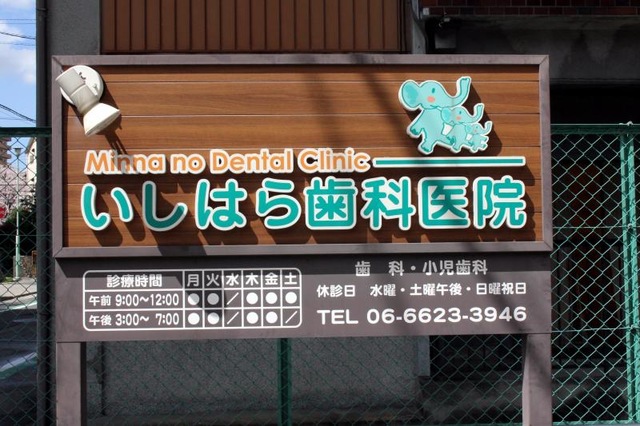 Minna no Dental Clinic
いしはら歯科医院
診療時間 月 火 水 木 金 土
午前 9:00〜12:00 ● ● ／ ● ● ●
午後 3:00〜 7:00 ● ● ／ ● ● ／
歯 科・小児歯科
休診日 水曜・土曜午後・日曜祝日
TEL 06-6623-3946